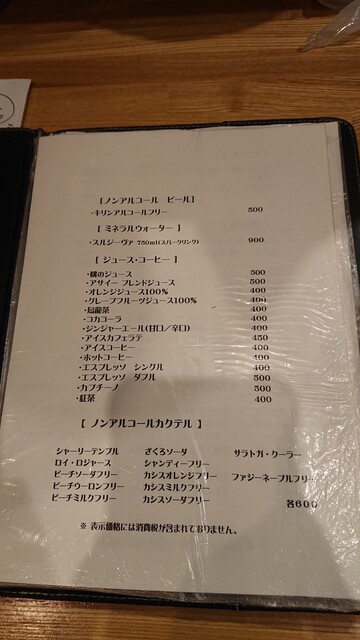 [ノンアルコール ビール]
・キリンアルコールフリー 500
[ ミネラルウォーター ]
・スルジーヴァ 750ml(スパークリング) 900
[ ジュース・コーヒー ]
・桃のジュース 500
・アサイー ブレンドジュース 500
・オレンジジュース100% 400
・グレープフルーツジュース100% 400
・烏龍茶 400
・コカコーラ 400
・ジンジャーエール(甘口/辛口) 400
・アイスカフェラテ 450
・アイスコーヒー 400
・ホットコーヒー 400
・エスプレッソ シングル 400
・エスプレッソ ダブル 500
・カプチーノ 500
・紅茶 400
[ ノンアルコールカクテル ]
シャーリーテンプル ざくろソーダ サラトガ・クーラー
ロイ・ロジャース シャンディーフリー
ピーチソーダフリー カシスオレンジフリー ファジーネーブルフリー
ピーチウーロンフリー カシスミルクフリー
ピーチミルクフリー カシスソーダフリー
各600
※ 表示価格には消費税が含まれておりません。